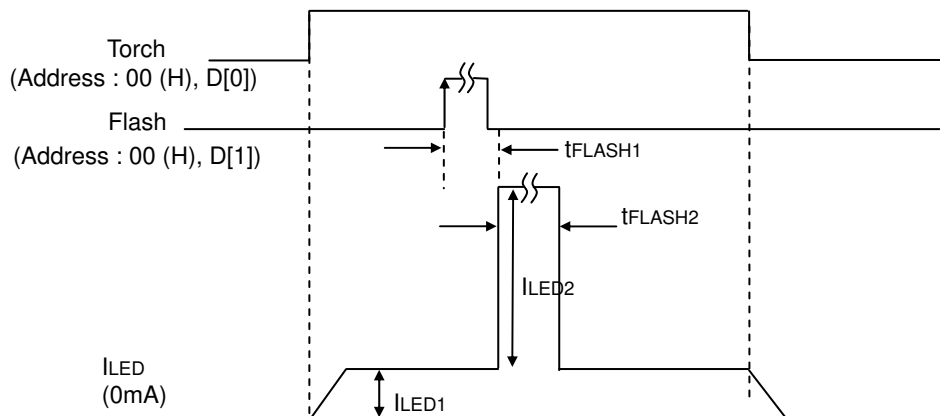 Torch
(Address : 00 (H), D[0])
Flash
(Address : 00 (H), D[1])
tFLASH1
tFLASH2
ILED2
ILED
(0mA)
ILED1